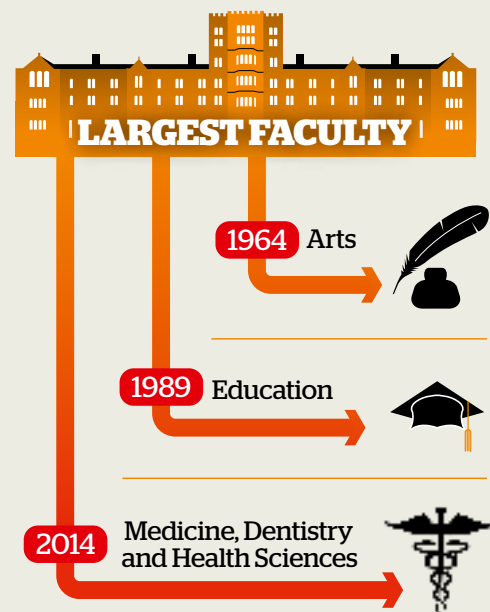 LARGEST FACULTY
1964 Arts
1989 Education
2014 Medicine, Dentistry
and Health Sciences